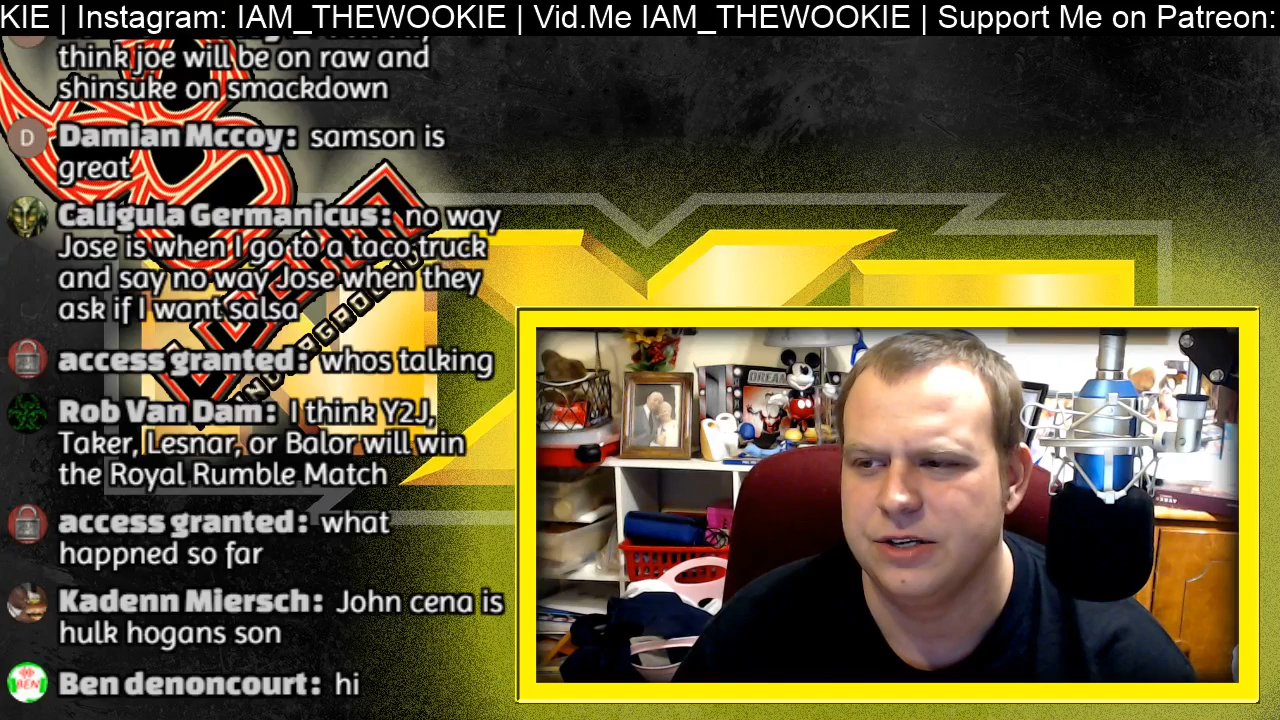 KIE | Instagram: IAM_THEWOOKIE | Vid.Me IAM_THEWOOKIE | Support Me on Patreon:
think joe will be on raw and
shinsuke on smackdown
D
Damian Mccoy: samson is
great
Caligula Germanicus: no way
Jose is when I go to a taco truck
and say no way Jose when they
ask if I want salsa
access granted: whos talking
Rob Van Dam: I think Y2J,
Taker, Lesnar, or Balor will win
the Royal Rumble Match
access granted: what
happned so far
Kadenn Miersch: John cena is
hulk hogans son
BEN
Ben denoncourt: hi
DREAM